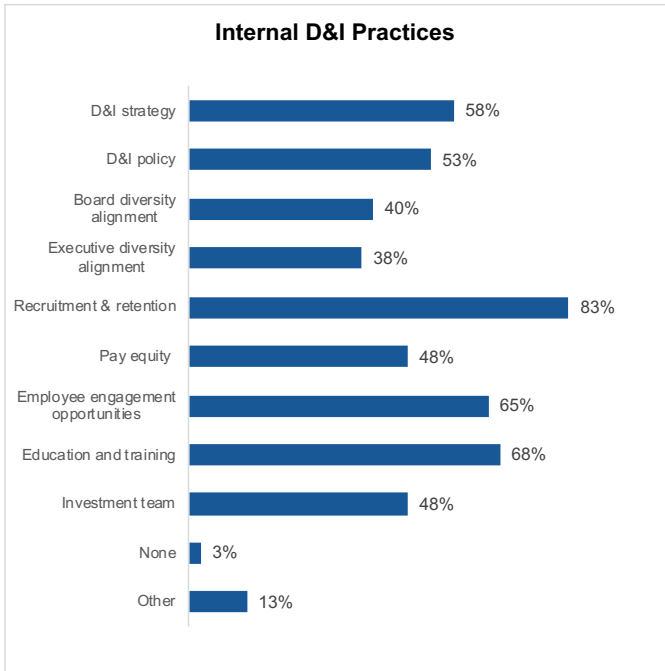 Internal D&I Practices
D&I strategy
58%
D&I policy
53%
Board diversity
alignment
40%
Executive diversity
alignment
38%
Recruitment & retention
83%
Pay equity
48%
Employee engagement
opportunities
65%
Education and training
68%
Investment team
48%
None
3%
Other
13%